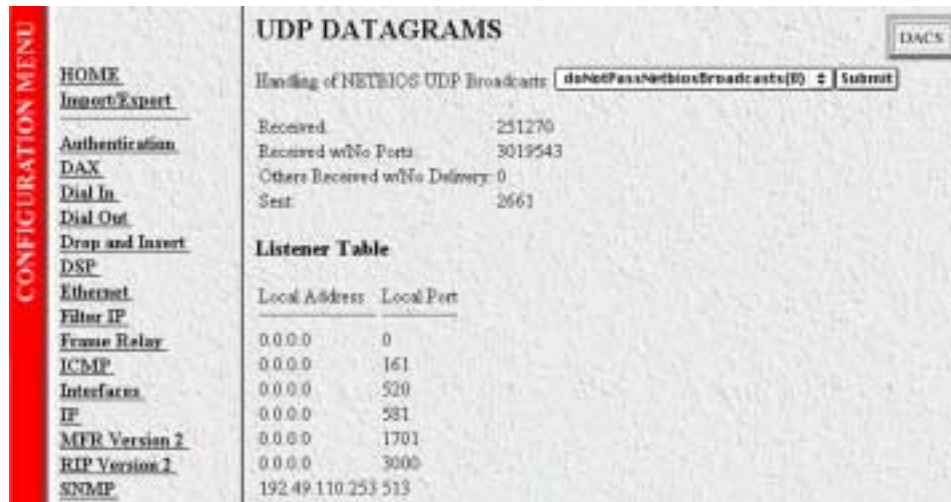 CONFIGURATION MENU
HOME
Import/Export
Authentication
DAX
Dial In
Dial Out
Drop and Insert
DSP
Ethernet
Filter IP
Frame Relay
ICMP
Interfaces
IP
MFR Version 2
RIP Version 2
SNMP
UDP DATAGRAMS
DACS
Handling of NETBIOS UDP Broadcasts: doNotPassNetbiosBroadcasts(0) Submit
Received: 251270
Received w/No Ports: 3019543
Others Received w/No Delivery: 0
Sent: 2661
Listener Table
Local Address Local Port
0.0.0.0 0
0.0.0.0 161
0.0.0.0 520
0.0.0.0 581
0.0.0.0 1701
0.0.0.0 3000
192.49.110.253 513